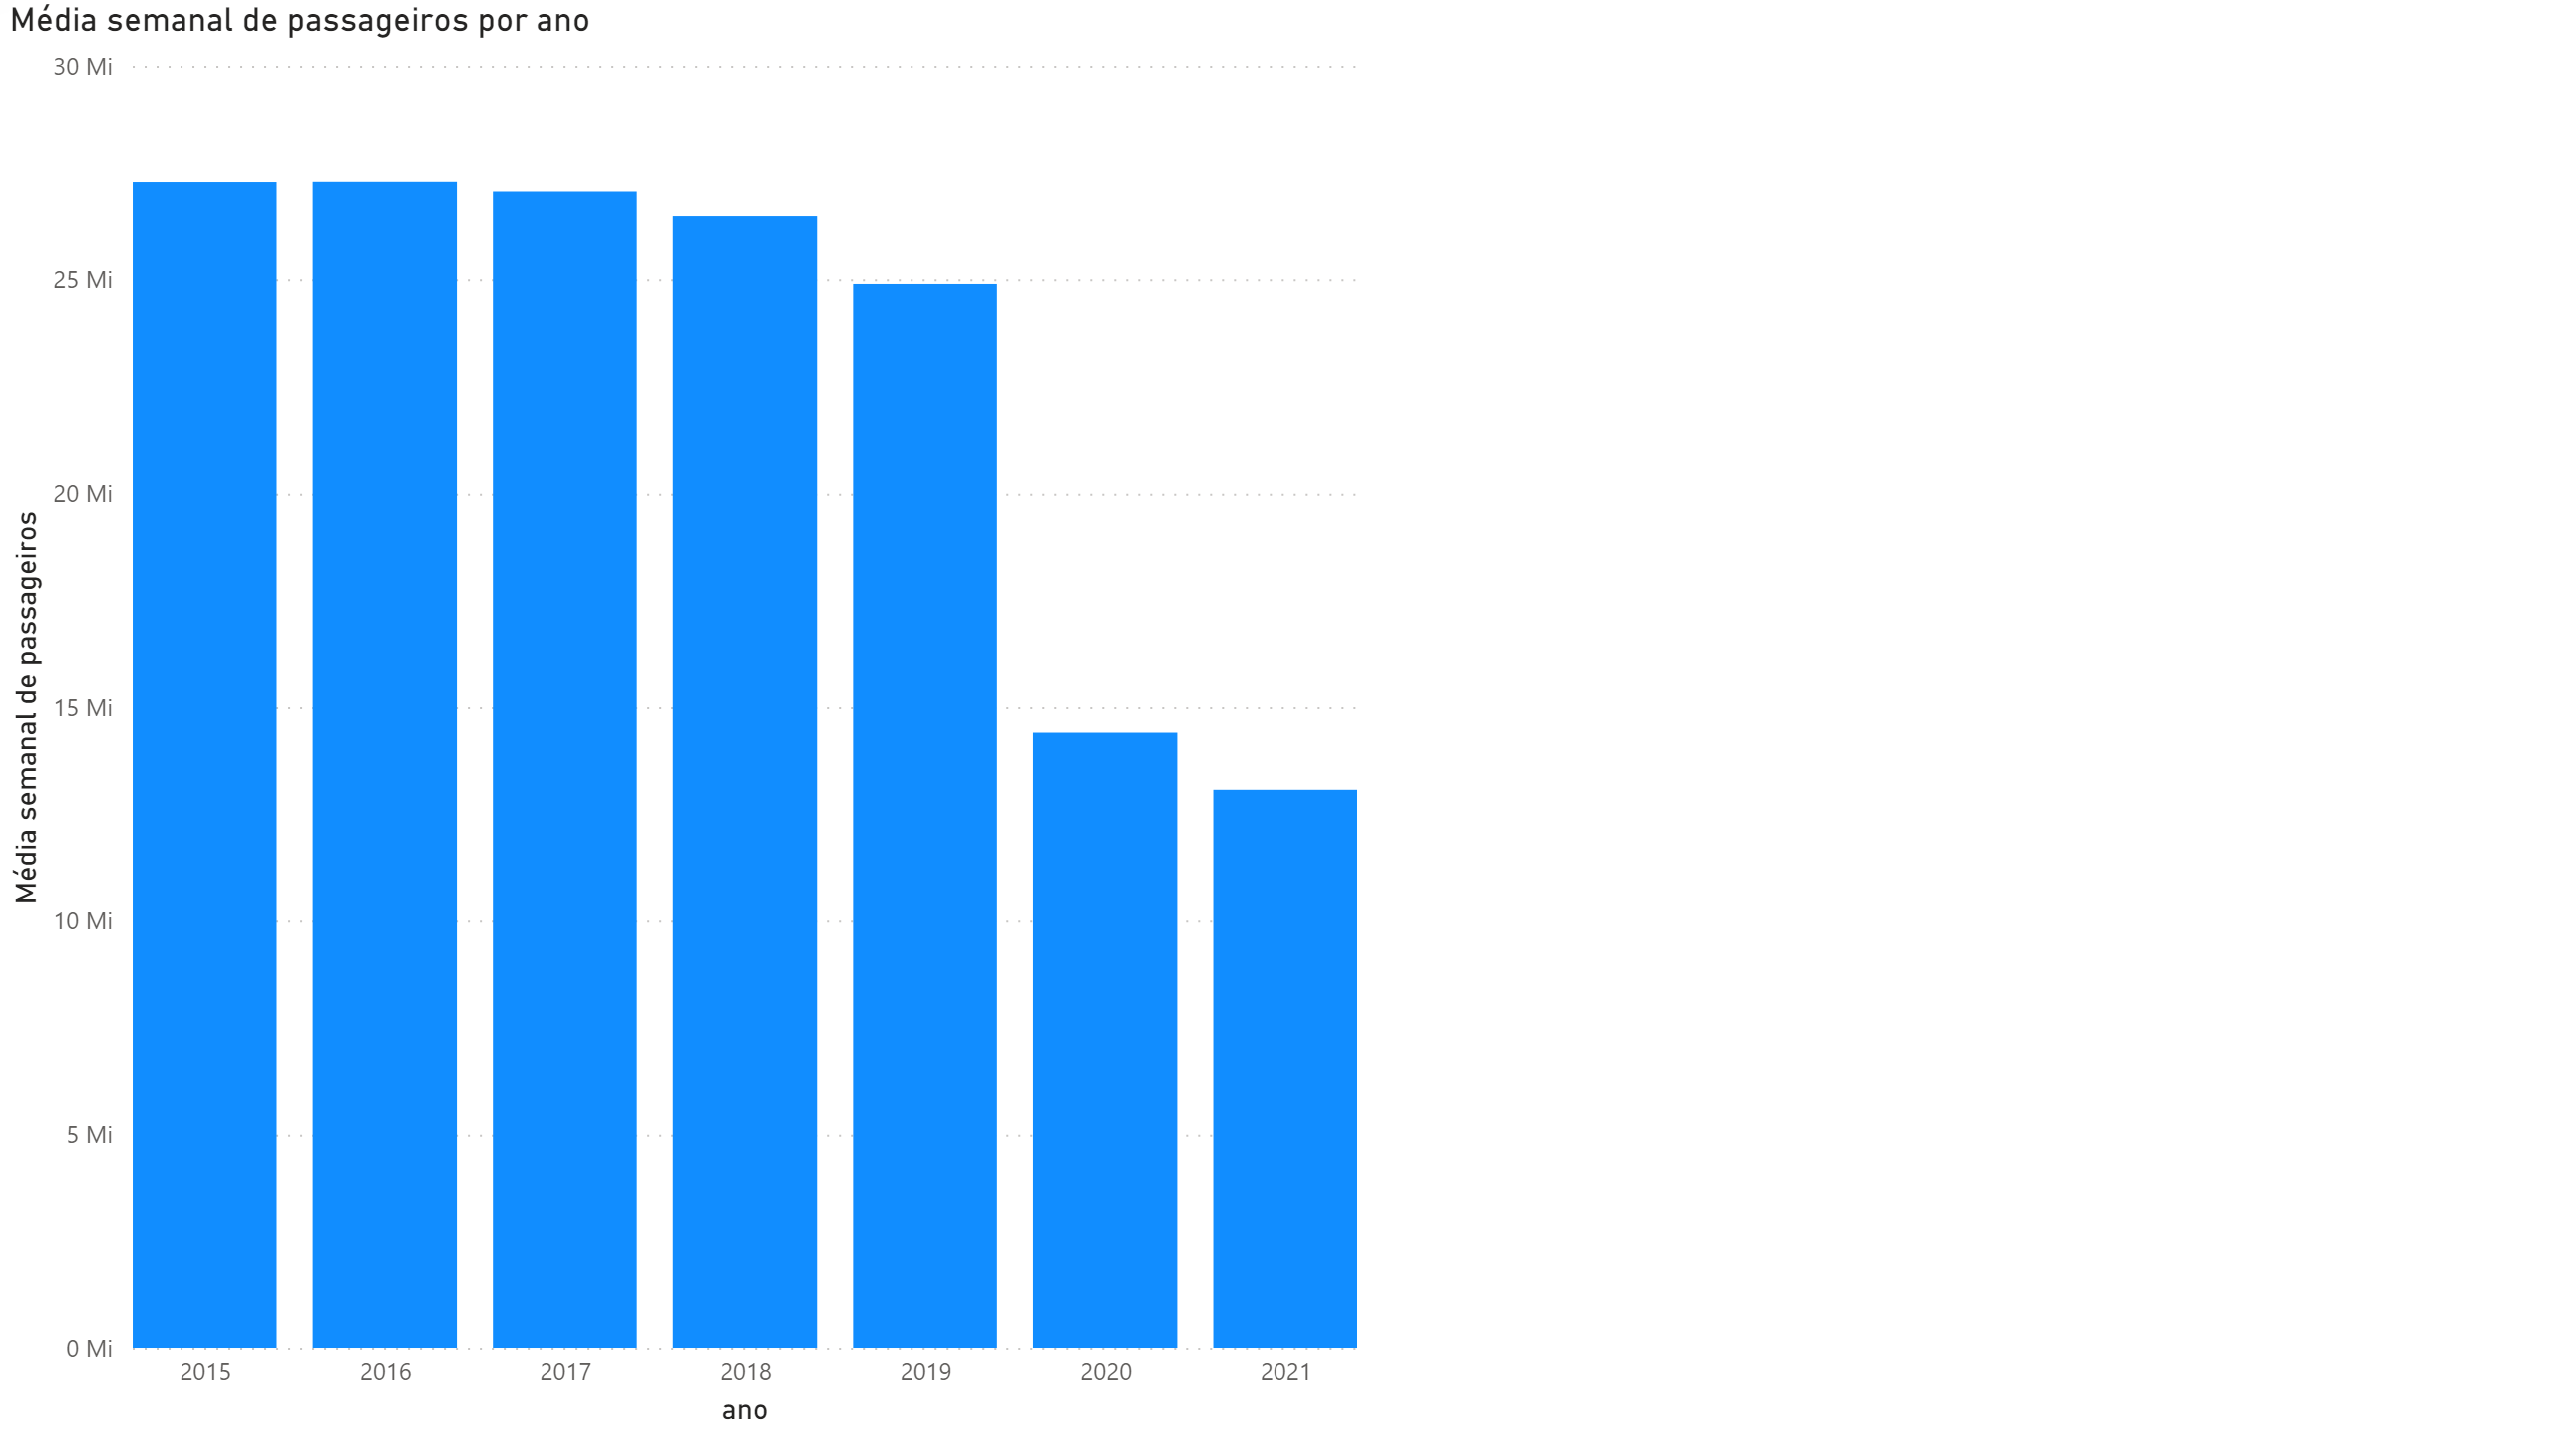 Média semanal de passageiros por ano
30 Mi
25 Mi
20 Mi
15 Mi
10 Mi
5 Mi
0 Mi
Média semanal de passageiros
2015 2016 2017 2018 2019 2020 2021
ano